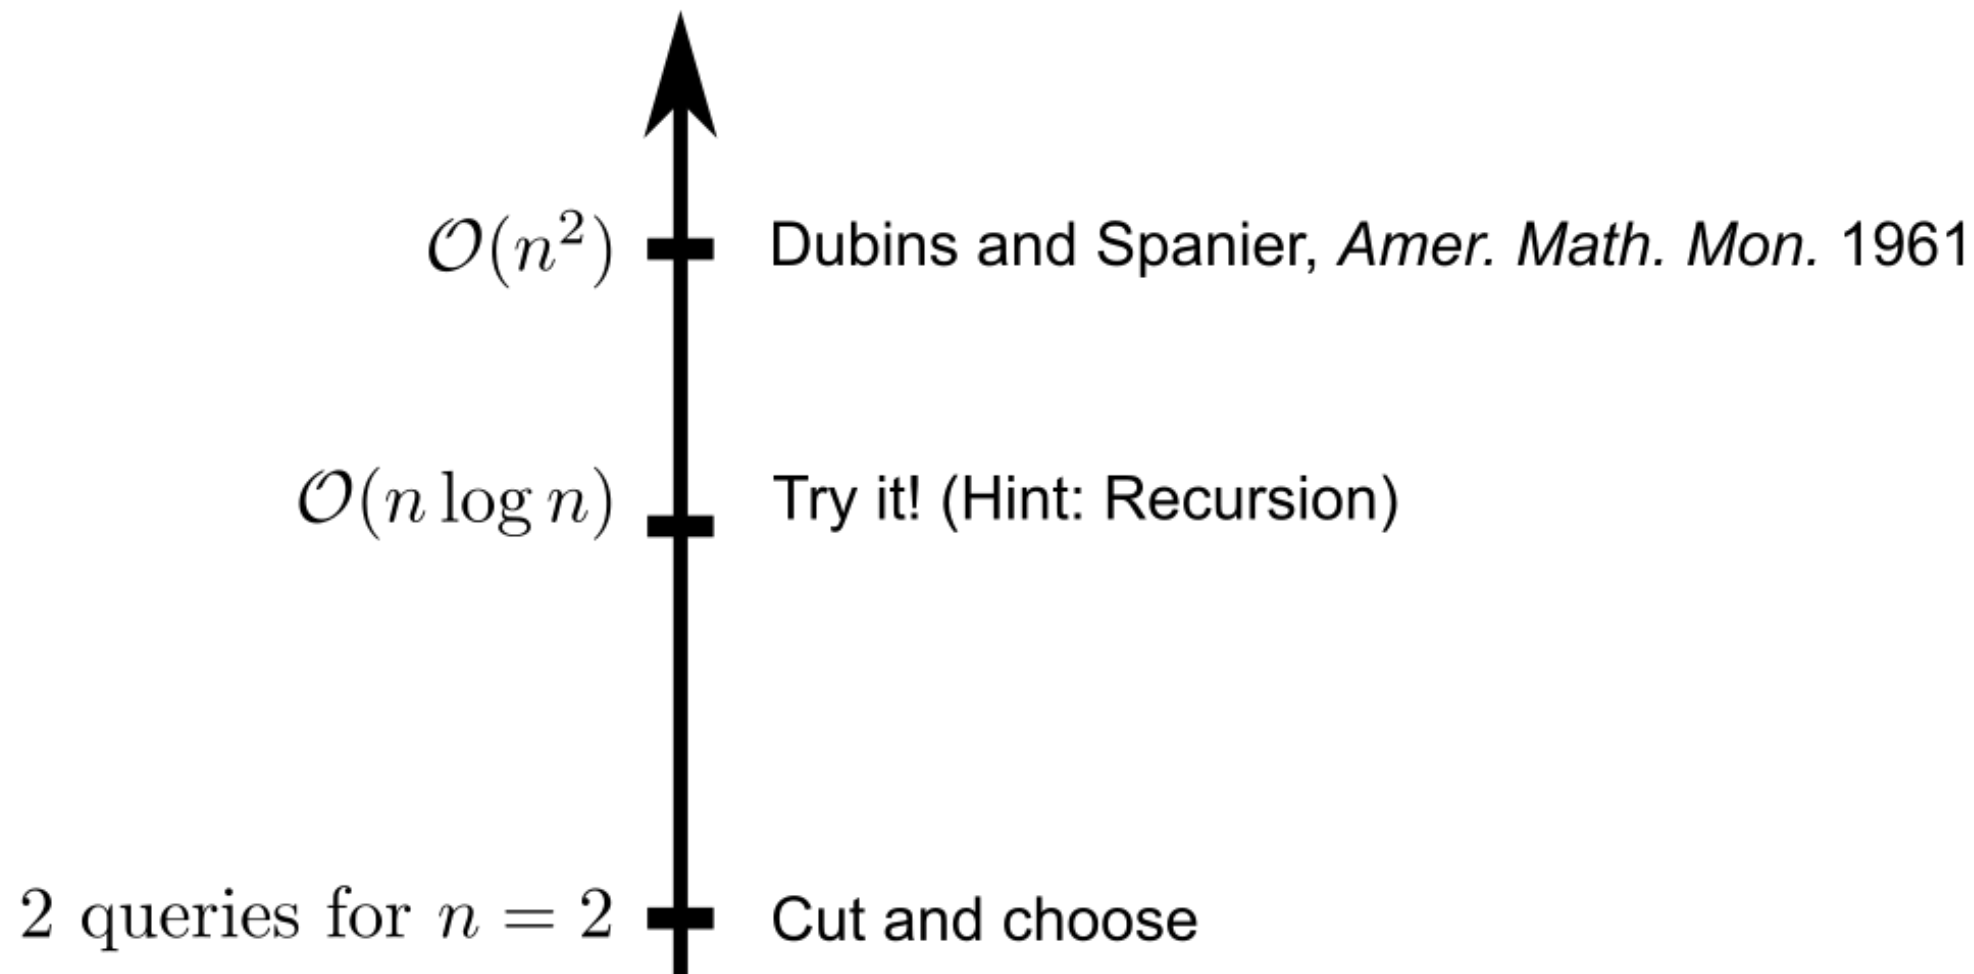 𝒪(n²) Dubins and Spanier, Amer. Math. Mon. 1961
𝒪(n log n) Try it! (Hint: Recursion)
2 queries for n = 2 Cut and choose